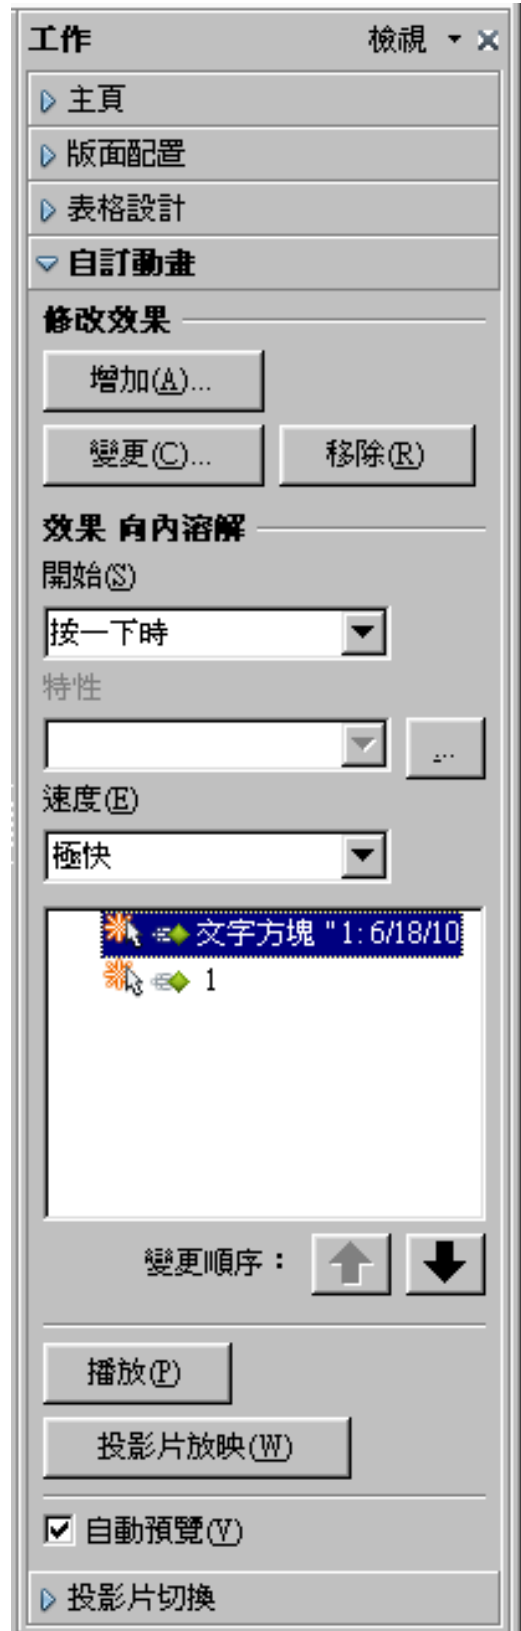 工作 檢視
主頁
版面配置
表格設計
自訂動畫
修改效果
增加(A)...
變更(C)... 移除(R)
效果 向內溶解
開始(S)
按一下時
特性
...
速度(E)
極快
文字方塊 "1: 6/18/10
1
變更順序：
播放(P)
投影片放映(W)
自動預覽(V)
投影片切換